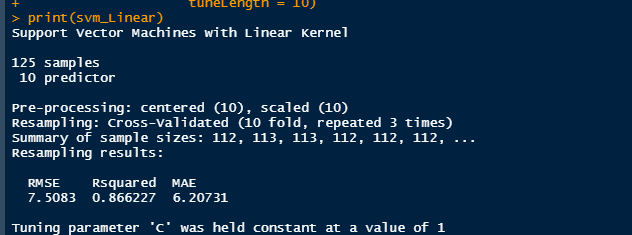 + tuneLength = 10)
> print(svm_Linear)
Support Vector Machines with Linear Kernel
125 samples
10 predictor
Pre-processing: centered (10), scaled (10)
Resampling: Cross-Validated (10 fold, repeated 3 times)
Summary of sample sizes: 112, 113, 113, 112, 112, 112, ...
Resampling results:
RMSE Rsquared MAE
7.5083 0.866227 6.20731
Tuning parameter 'C' was held constant at a value of 1